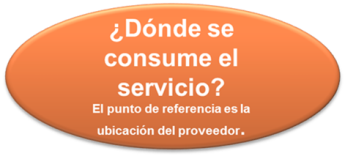 ¿Dónde se
consume el
servicio?
El punto de referencia es la
ubicación del proveedor.